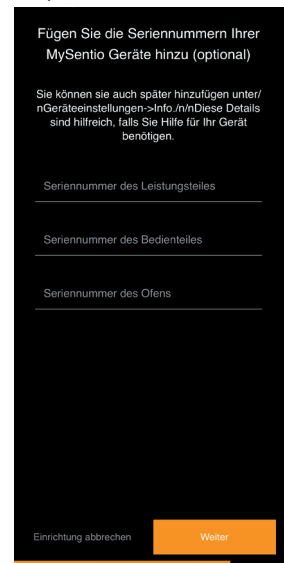 Fügen Sie die Seriennummern Ihrer
MySentio Geräte hinzu (optional)
Sie können sie auch später hinzufügen unter/
nGeräteeinstellungen->Info./n/nDiese Details
sind hilfreich, falls Sie Hilfe für Ihr Gerät
benötigen.
Seriennummer des Leistungsteiles
Seriennummer des Bedienteiles
Seriennummer des Ofens
Einrichtung abbrechen
Weiter